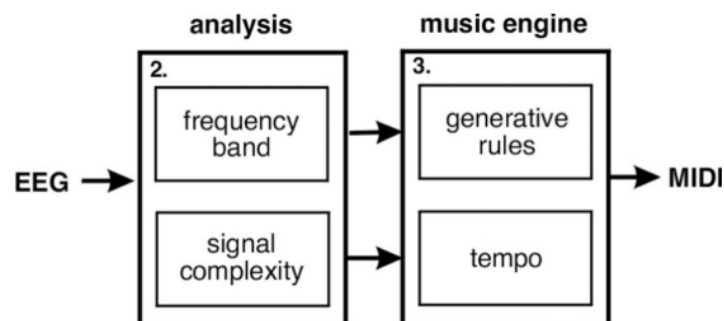 analysis
music engine
2.
3.
frequency
band
generative
rules
EEG
MIDI
signal
complexity
tempo